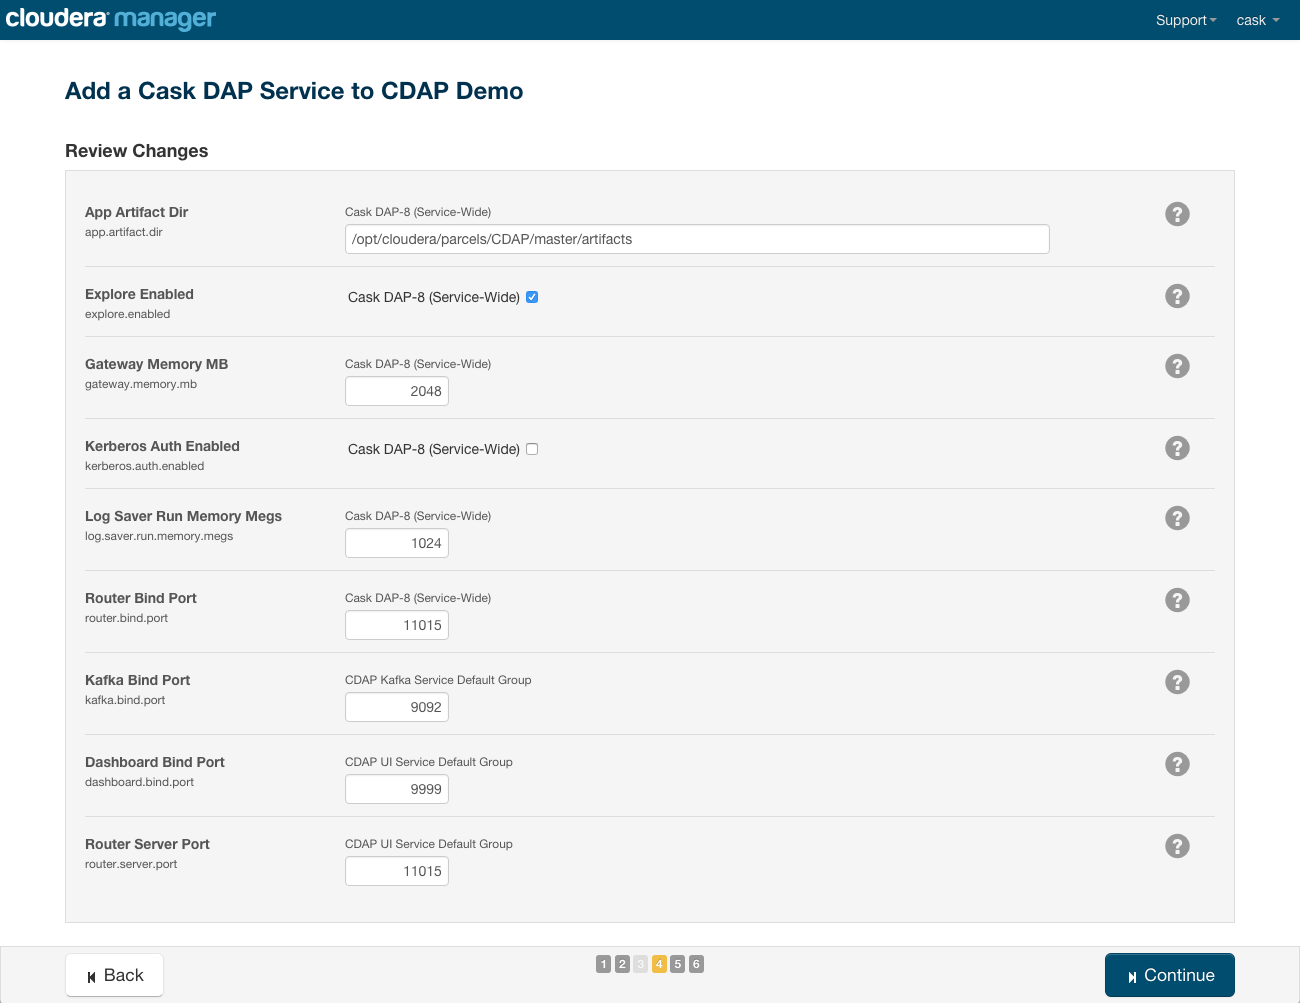 cloudera manager
Support
cask
Add a Cask DAP Service to CDAP Demo
Review Changes
App Artifact Dir
app.artifact.dir
Cask DAP-8 (Service-Wide)
/opt/cloudera/parcels/CDAP/master/artifacts
?
Explore Enabled
explore.enabled
Cask DAP-8 (Service-Wide)
?
Gateway Memory MB
gateway.memory.mb
Cask DAP-8 (Service-Wide)
2048
?
Kerberos Auth Enabled
kerberos.auth.enabled
Cask DAP-8 (Service-Wide)
?
Log Saver Run Memory Megs
log.saver.run.memory.megs
Cask DAP-8 (Service-Wide)
1024
?
Router Bind Port
router.bind.port
Cask DAP-8 (Service-Wide)
11015
?
Kafka Bind Port
kafka.bind.port
CDAP Kafka Service Default Group
9092
?
Dashboard Bind Port
dashboard.bind.port
CDAP UI Service Default Group
9999
?
Router Server Port
router.server.port
CDAP UI Service Default Group
11015
?
Back
1 2 3 4 5 6
Continue